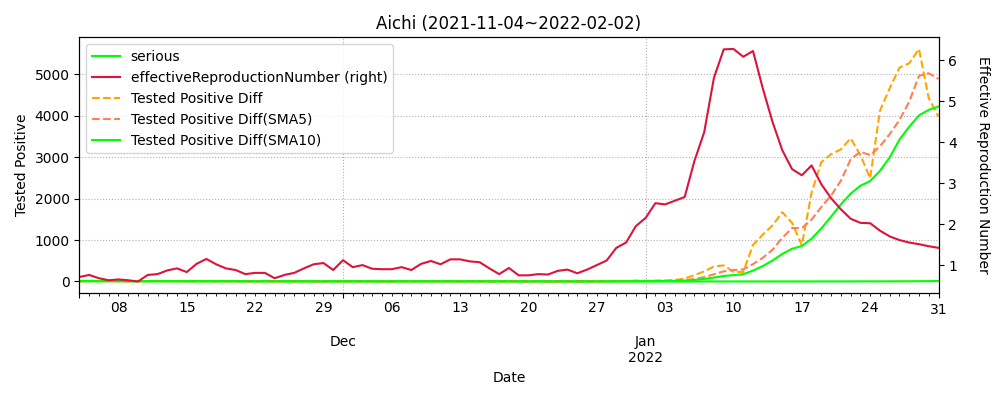 Aichi (2021-11-04~2022-02-02)
serious
effectiveReproductionNumber (right)
Tested Positive Diff
Tested Positive Diff(SMA5)
Tested Positive Diff(SMA10)
Tested Positive
5000
4000
3000
2000
1000
0
Effective Reproduction Number
6
5
4
3
2
1
08 15 22 29 06 13 20 27 03 10 17 24 31
Dec Jan
2022
Date